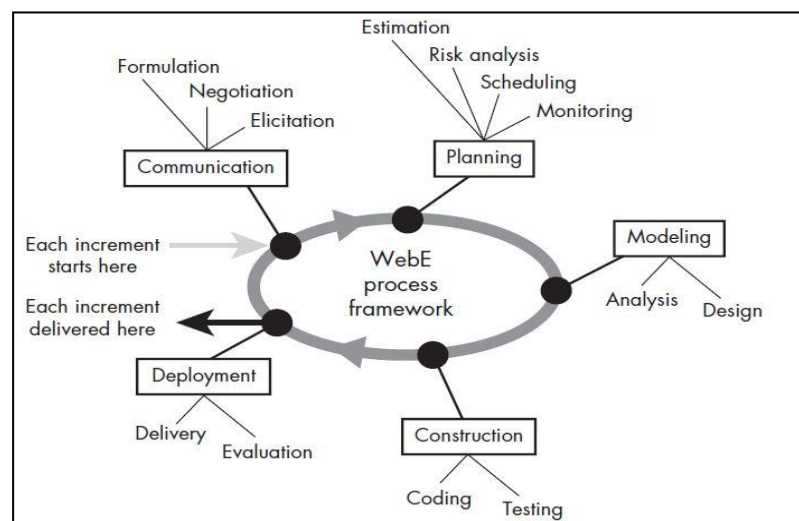 Estimation
Risk analysis
Scheduling
Monitoring
Planning
Formulation
Negotiation
Elicitation
Communication
Each increment
starts here
WebE
process
framework
Modeling
Analysis
Design
Each increment
delivered here
Deployment
Delivery
Evaluation
Construction
Coding
Testing